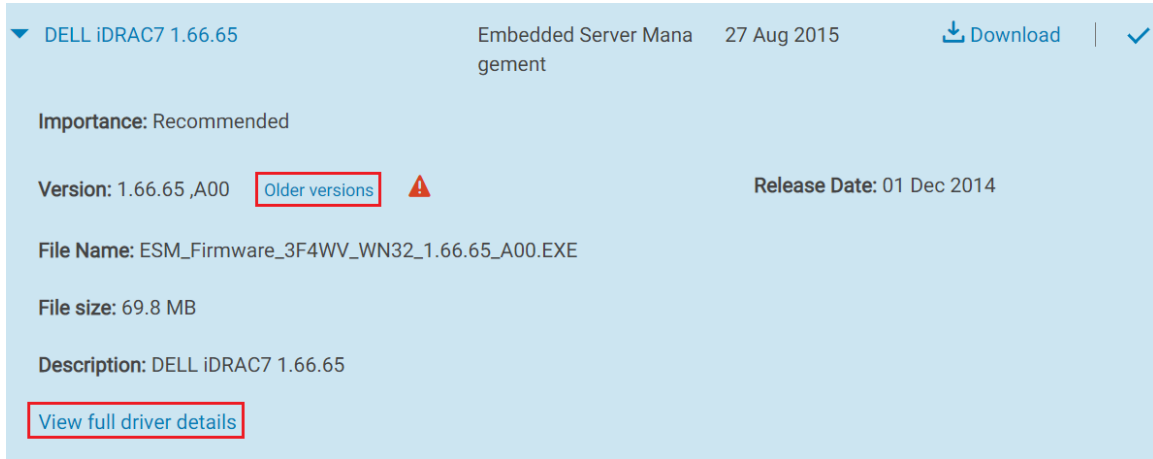 DELL iDRAC7 1.66.65 Embedded Server Mana 27 Aug 2015 Download
gement
Importance: Recommended
Version: 1.66.65 ,A00 Older versions Release Date: 01 Dec 2014
File Name: ESM_Firmware_3F4WV_WN32_1.66.65_A00.EXE
File size: 69.8 MB
Description: DELL iDRAC7 1.66.65
View full driver details